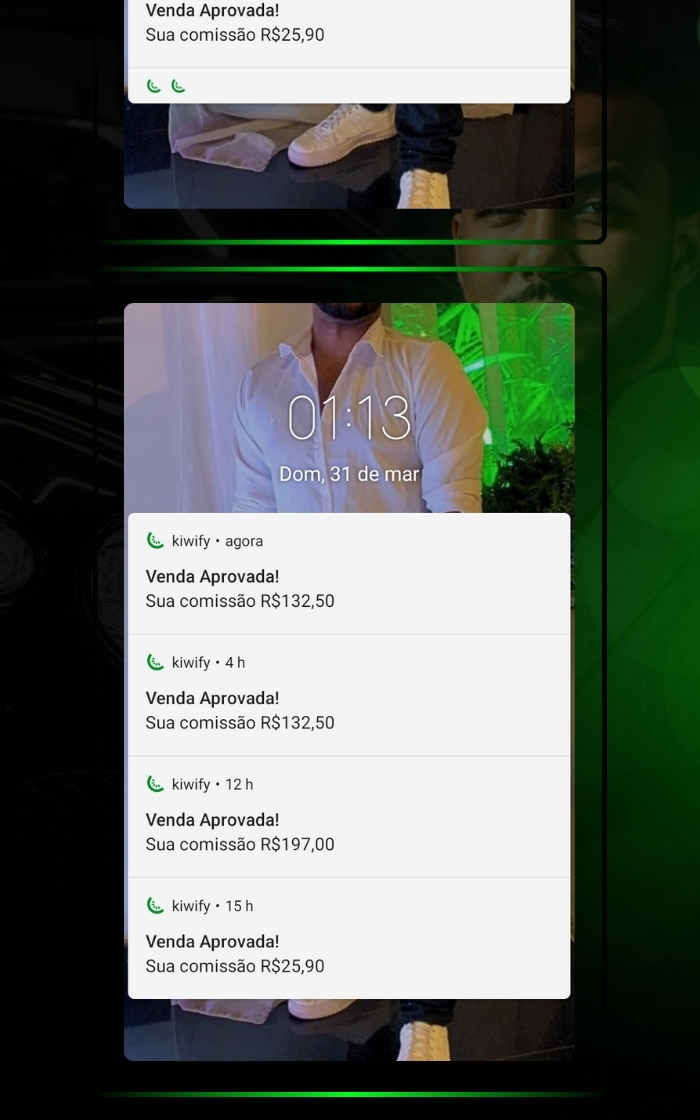 Venda Aprovada!
Sua comissão R$25,90
01:13
Dom, 31 de mar
kiwify • agora
Venda Aprovada!
Sua comissão R$132,50
kiwify • 4 h
Venda Aprovada!
Sua comissão R$132,50
kiwify • 12 h
Venda Aprovada!
Sua comissão R$197,00
kiwify • 15 h
Venda Aprovada!
Sua comissão R$25,90